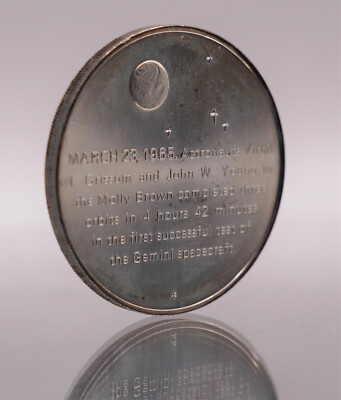 MARCH 23, 1965, Astronauts Virgil
I. Grissom and John W. Young in
the Molly Brown completed three
orbits in 4 hours 42 minutes
in the first successful test of
the Gemini spacecraft.